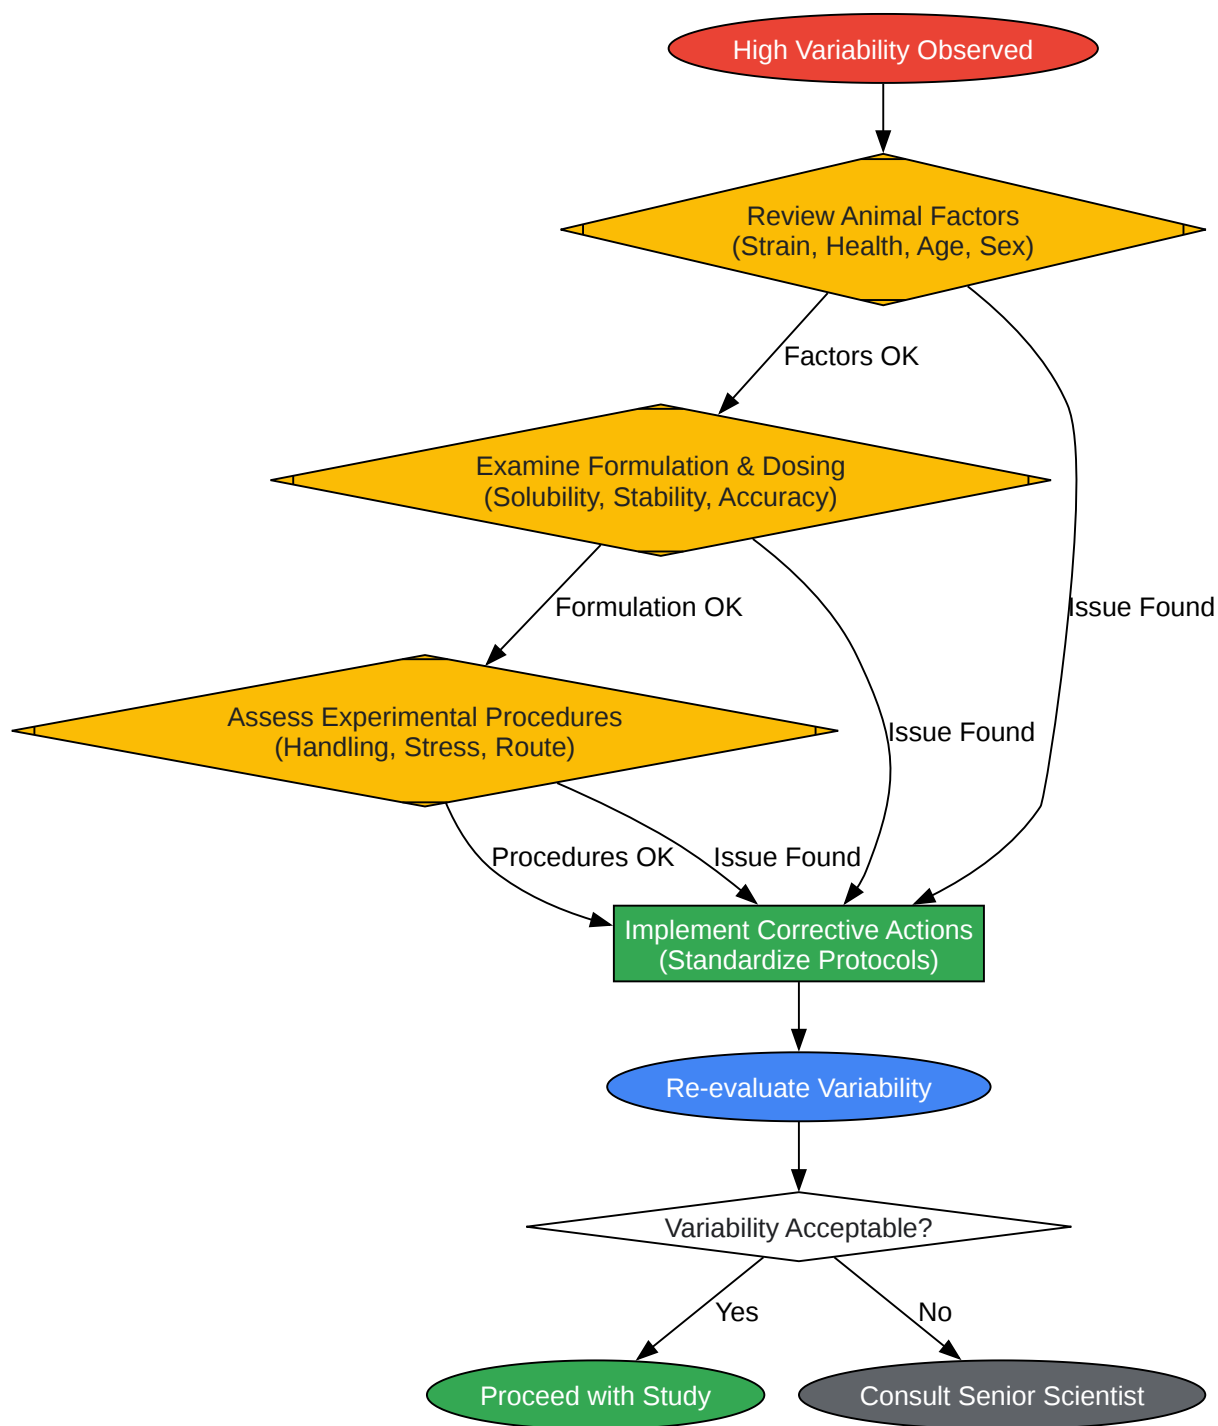 High Variability Observed
Review Animal Factors
(Strain, Health, Age, Sex)
Factors OK
Examine Formulation & Dosing
(Solubility, Stability, Accuracy)
Formulation OK
Issue Found
Assess Experimental Procedures
(Handling, Stress, Route)
Issue Found
Procedures OK
Issue Found
Implement Corrective Actions
(Standardize Protocols)
Re-evaluate Variability
Variability Acceptable?
Yes
No
Proceed with Study
Consult Senior Scientist